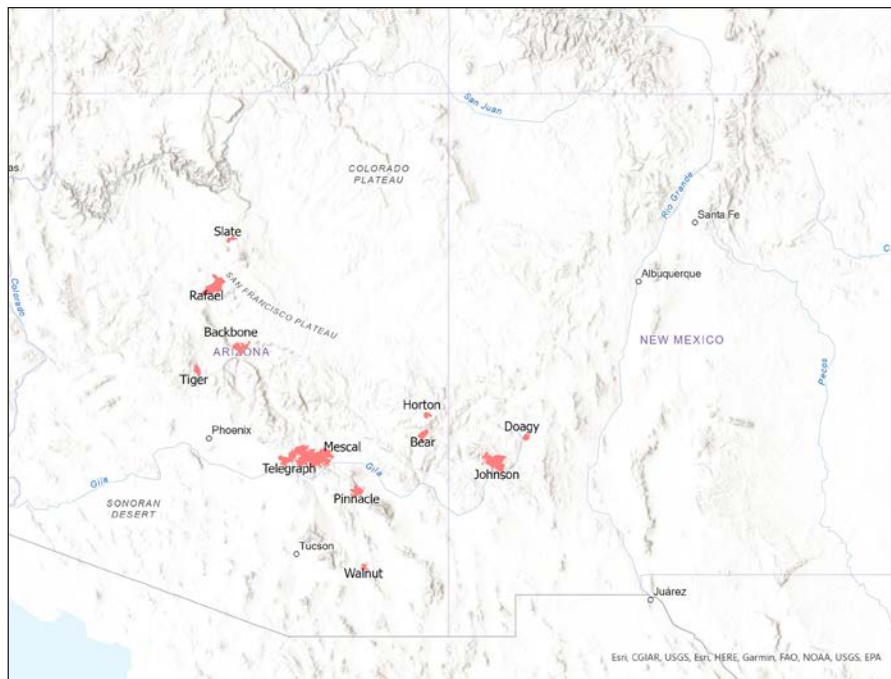 San Juan
COLORADO
PLATEAU
as
Rio Grande
Santa Fe
Slate
Albuquerque
Colorado
Rafael
SAN FRANCISCO PLATEAU
Backbone
ARIZONA
NEW MEXICO
Pecos
Tiger
Horton
Phoenix
Doagy
Bear
Mescal
Telegraph
Gila
Johnson
Gila
Pinnacle
SONORAN
DESERT
Tucson
Walnut
Juárez
Esri, CGIAR, USGS, Esri, HERE, Garmin, FAO, NOAA, USGS, EPA